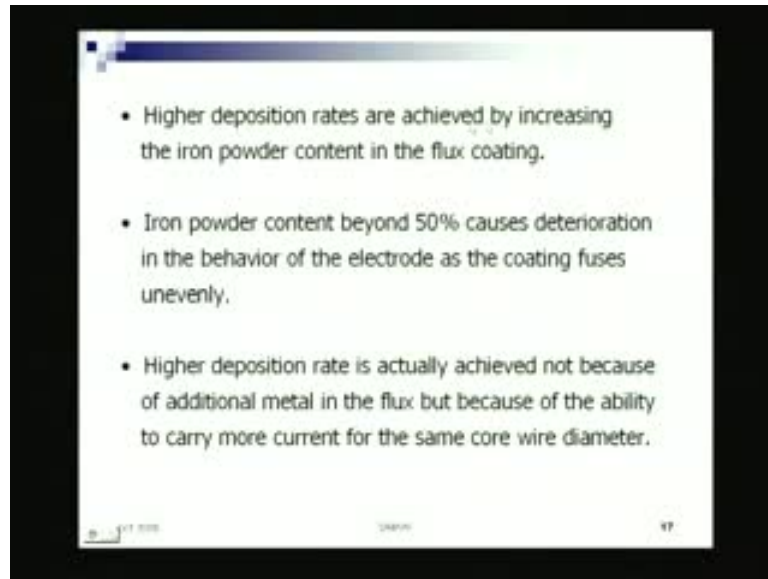 • Higher deposition rates are achieved by increasing
the iron powder content in the flux coating.
• Iron powder content beyond 50% causes deterioration
in the behavior of the electrode as the coating fuses
unevenly.
• Higher deposition rate is actually achieved not because
of additional metal in the flux but because of the ability
to carry more current for the same core wire diameter.
17